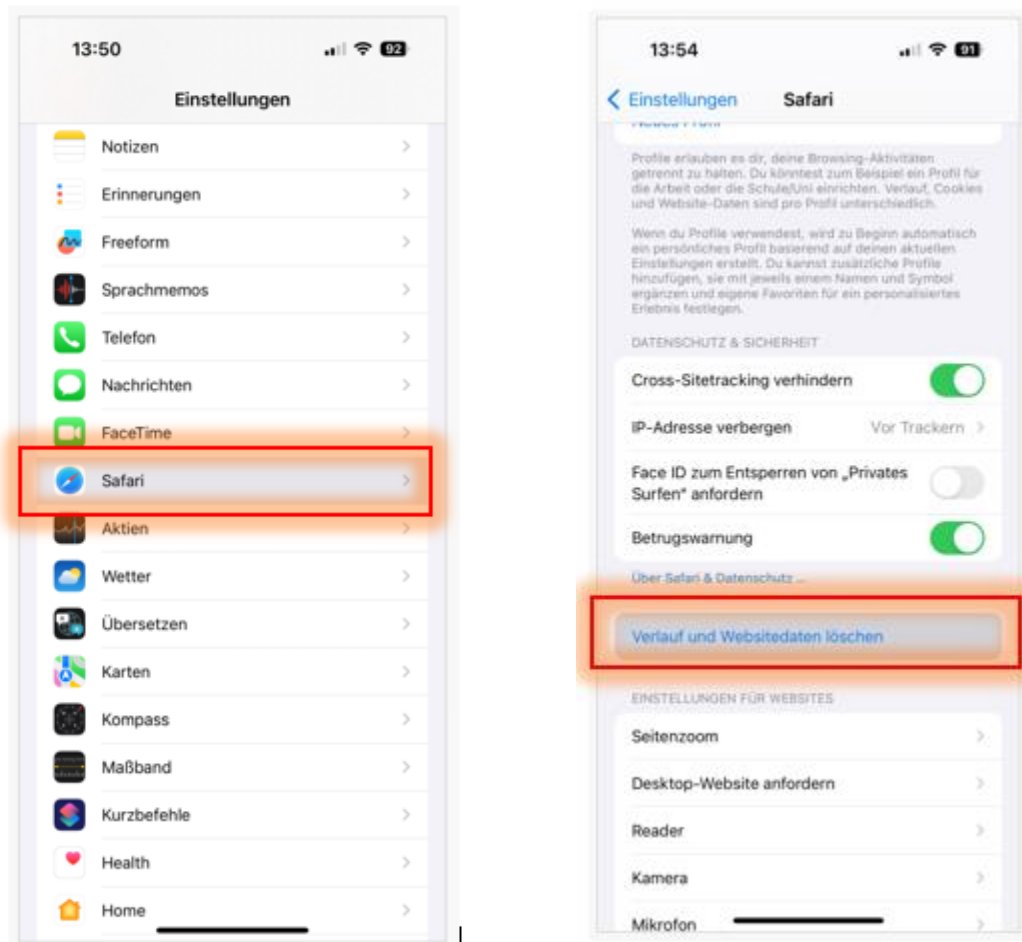 13:50
92
Einstellungen
Notizen
Erinnerungen
Freeform
Sprachmemos
Telefon
Nachrichten
FaceTime
Safari
Aktien
Wetter
Übersetzen
Karten
Kompass
Maßband
Kurzbefehle
Health
Home
13:54
91
Einstellungen
Safari
Neues Profil
Profile erlauben es dir, deine Browsing-Aktivitäten
getrennt zu halten. Du könntest zum Beispiel ein Profil für
die Arbeit oder die Schule/Uni einrichten. Verlauf, Cookies
und Website-Daten sind pro Profil unterschiedlich.
Wenn du Profile verwendest, wird zu Beginn automatisch
ein persönliches Profil basierend auf deinen aktuellen
Einstellungen erstellt. Du kannst zusätzliche Profile
hinzufügen, sie mit jeweils einem Namen und Symbol
ergänzen und eigene Favoriten für ein personalisiertes
Erlebnis festlegen.
DATENSCHUTZ & SICHERHEIT
Cross-Sitetracking verhindern
IP-Adresse verbergen Vor Trackern
Face ID zum Entsperren von „Privates
Surfen“ anfordern
Betrugswarnung
Über Safari & Datenschutz ...
Verlauf und Websitedaten löschen
EINSTELLUNGEN FÜR WEBSITES
Seitenzoom
Desktop-Website anfordern
Reader
Kamera
Mikrofon